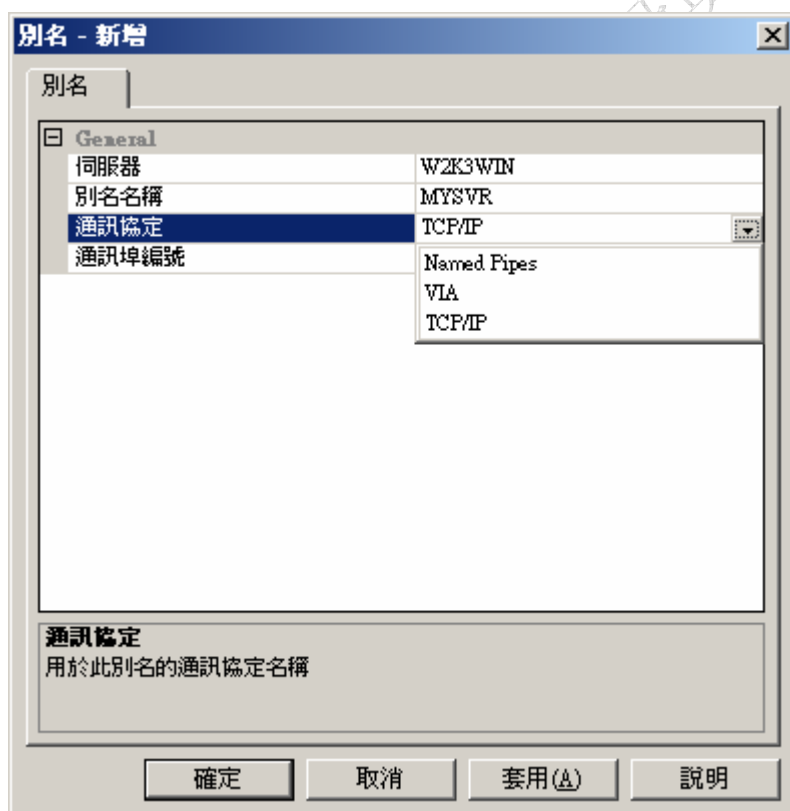 別名 - 新增
別名
General
伺服器 W2K3WIN
別名名稱 MYSVR
通訊協定 TCP/IP
通訊埠編號
Named Pipes
VIA
TCP/IP
通訊協定
用於此別名的通訊協定名稱
確定 取消 套用(A) 說明